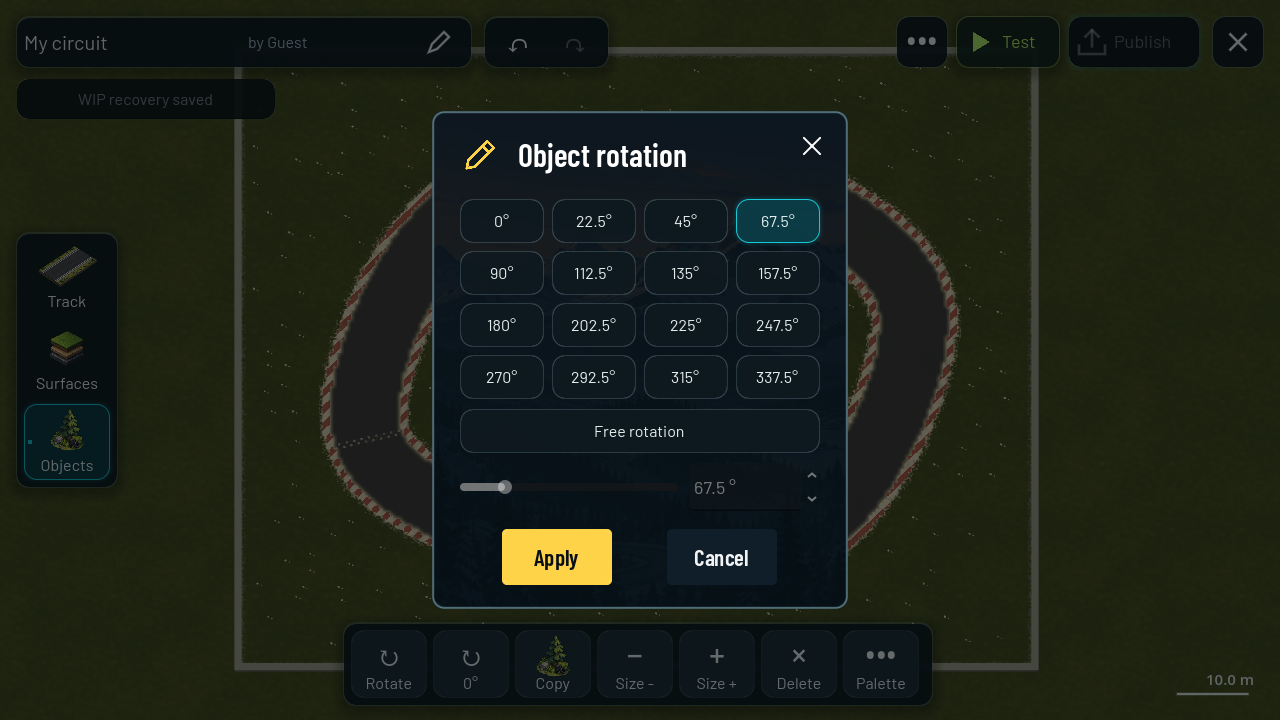 My circuit
by Guest
Test
Publish
WIP recovery saved
Object rotation
0° 22.5° 45° 67.5°
90° 112.5° 135° 157.5°
180° 202.5° 225° 247.5°
270° 292.5° 315° 337.5°
Free rotation
67.5 °
Apply
Cancel
Track
Surfaces
Objects
Rotate
0°
Copy
Size -
Size +
Delete
Palette
10.0 m